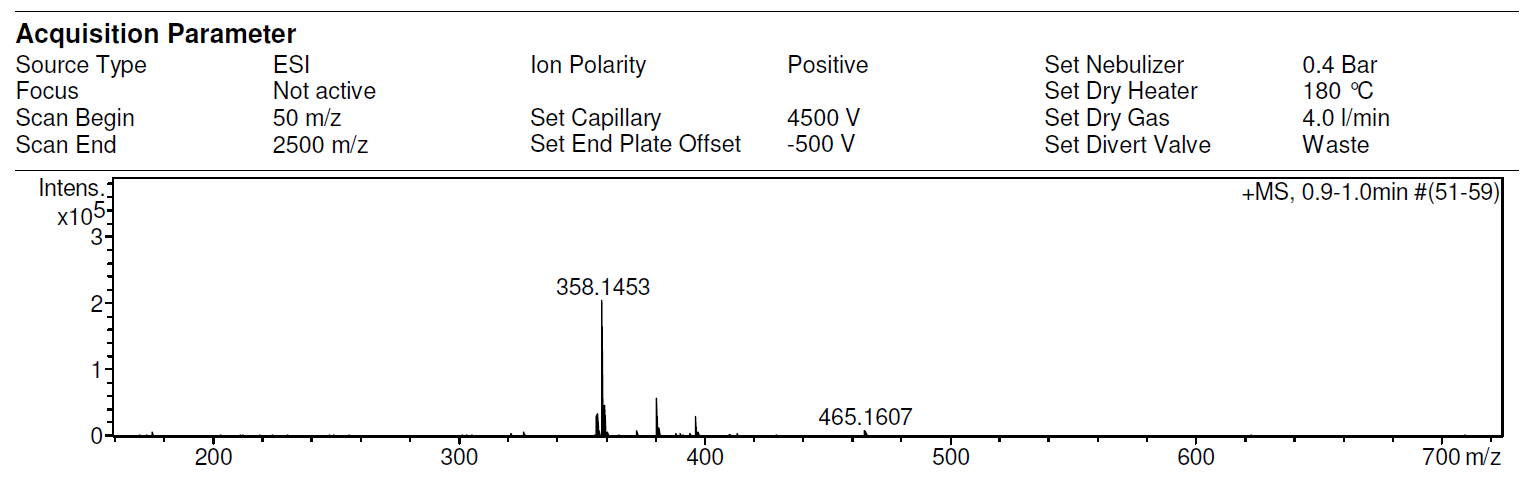 Acquisition Parameter
Source Type ESI Ion Polarity Positive Set Nebulizer 0.4 Bar
Focus Not active Set Dry Heater 180 °C
Scan Begin 50 m/z Set Capillary 4500 V Set Dry Gas 4.0 l/min
Scan End 2500 m/z Set End Plate Offset -500 V Set Divert Valve Waste
Intens.
x10^5
+MS, 0.9-1.0min #(51-59)
3
358.1453
2
1
465.1607
0
200 300 400 500 600 700 m/z